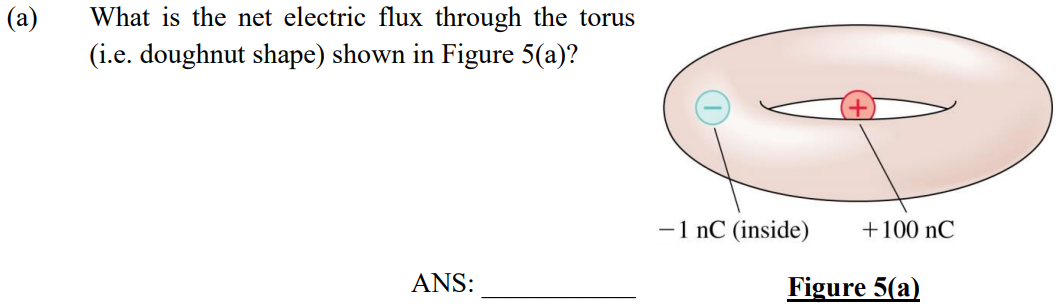 (a) What is the net electric flux through the torus
(i.e. doughnut shape) shown in Figure 5(a)?
−
+
−1 nC (inside)
+100 nC
ANS: ____________
Figure 5(a)